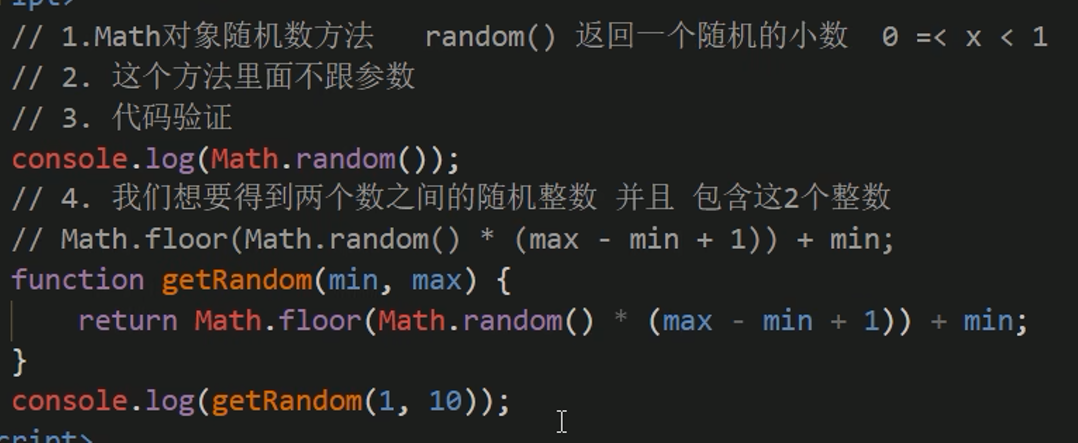 ript>
// 1.Math对象随机数方法   random() 返回一个随机的小数  0 =< x < 1
// 2. 这个方法里面不跟参数
// 3. 代码验证
console.log(Math.random());
// 4. 我们想要得到两个数之间的随机整数 并且 包含这2个整数
// Math.floor(Math.random() * (max - min + 1)) + min;
function getRandom(min, max) {
    return Math.floor(Math.random() * (max - min + 1)) + min;
}
console.log(getRandom(1, 10));
cript>